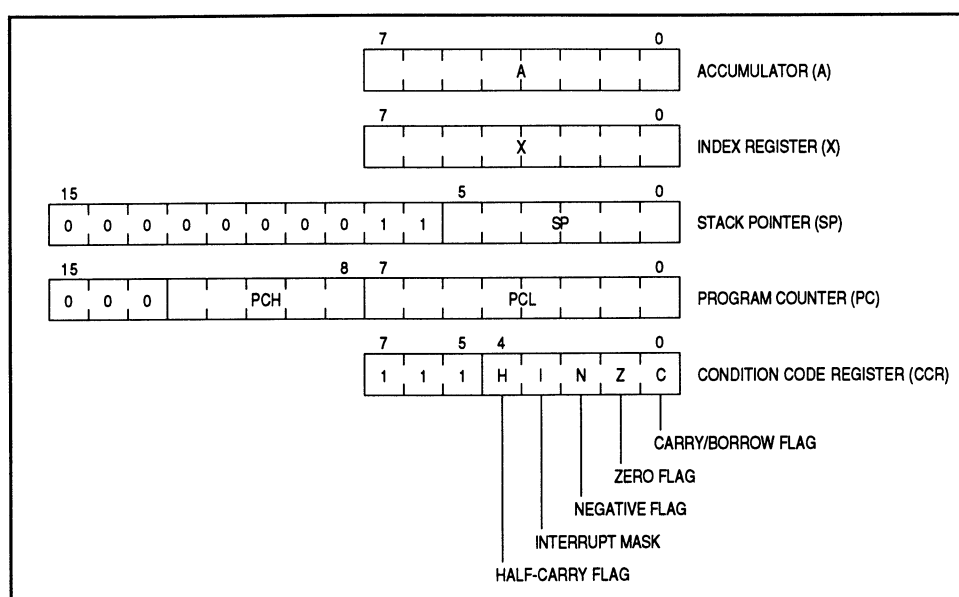 7 0
A ACCUMULATOR (A)
7 0
X INDEX REGISTER (X)
15 5 0
0 0 0 0 0 0 0 0 1 1 SP STACK POINTER (SP)
15 8 7 0
0 0 0 PCH PCL PROGRAM COUNTER (PC)
7 5 4 0
1 1 1 H I N Z C CONDITION CODE REGISTER (CCR)
CARRY/BORROW FLAG
ZERO FLAG
NEGATIVE FLAG
INTERRUPT MASK
HALF-CARRY FLAG